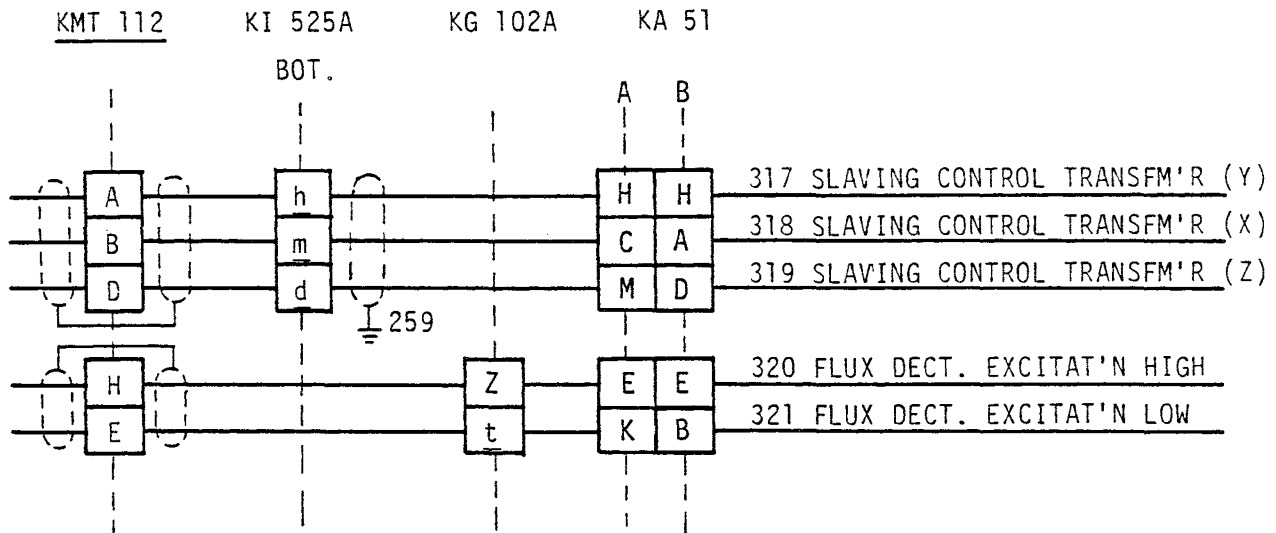 KMT 112 KI 525A KG 102A KA 51
BOT.
A B
A h H H 317 SLAVING CONTROL TRANSFM'R (Y)
B m C A 318 SLAVING CONTROL TRANSFM'R (X)
D d M D 319 SLAVING CONTROL TRANSFM'R (Z)
259
H Z E E 320 FLUX DECT. EXCITAT'N HIGH
E t K B 321 FLUX DECT. EXCITAT'N LOW